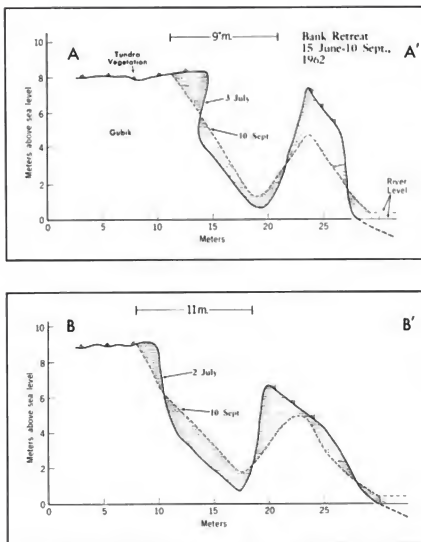 9 m.
Bank Retreat
15 June-10 Sept.,
1962
A
A'
Tundra
Vegetation
3 July
10 Sept
Gubik
River
Level
Meters above sea level
10
8
6
4
2
0
0
5
10
15
20
25
Meters
11m.
B
B'
2 July
10 Sept
Meters above sea level
10
8
6
4
2
0
0
5
10
15
20
25
Meters